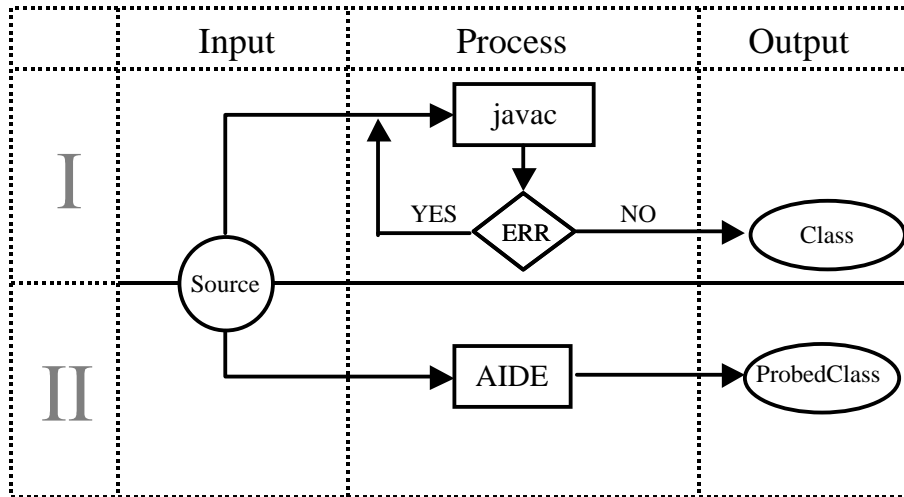 Input
Process
Output
I
javac
YES
ERR
NO
Class
Source
II
AIDE
ProbedClass